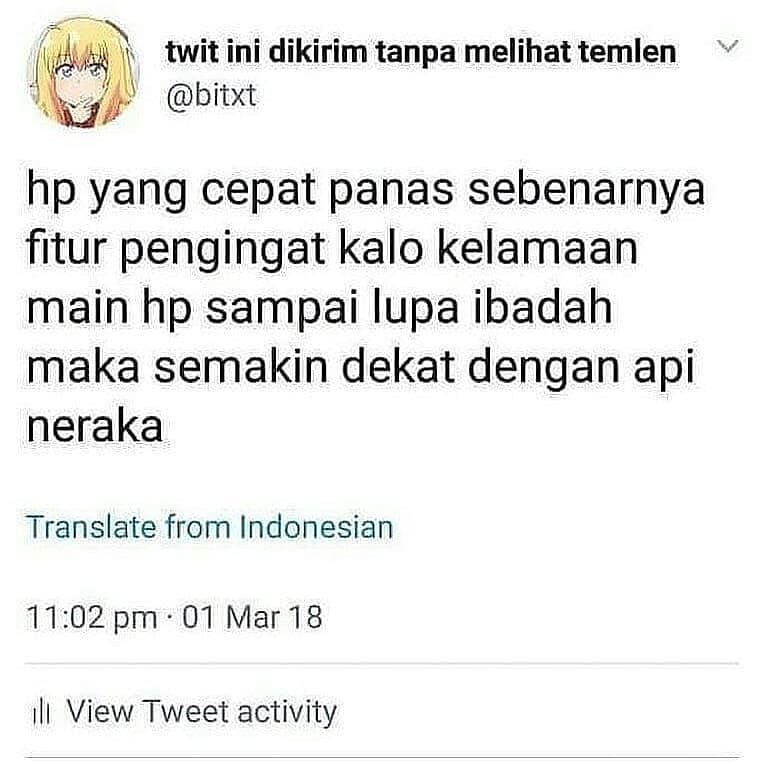 twit ini dikirim tanpa melihat temlen
@bitxt
hp yang cepat panas sebenarnya
fitur pengingat kalo kelamaan
main hp sampai lupa ibadah
maka semakin dekat dengan api
neraka
Translate from Indonesian
11:02 pm · 01 Mar 18
View Tweet activity